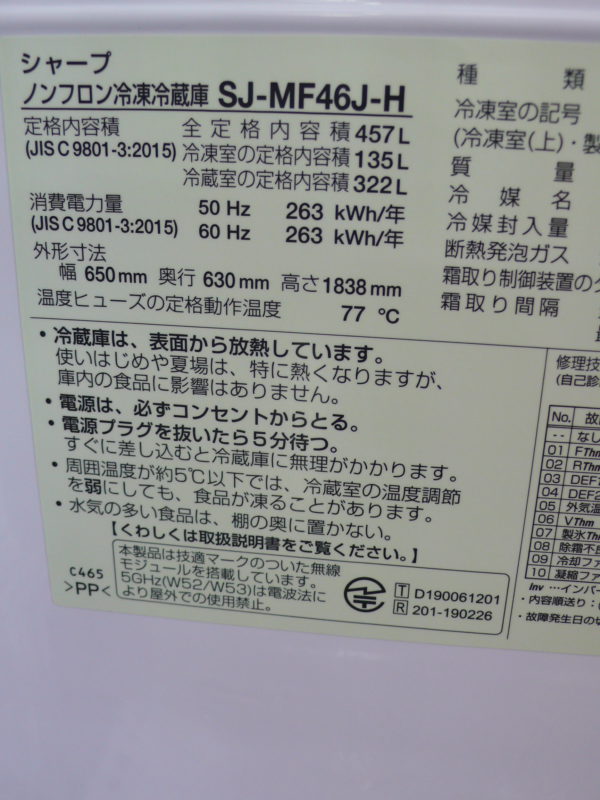 シャープ
ノンフロン冷凍冷蔵庫 SJ-MF46J-H
定格内容積 全定格内容積 457L
(JIS C 9801-3:2015) 冷凍室の定格内容積 135L
冷蔵室の定格内容積 322L
消費電力量 50 Hz 263 kWh/年
(JIS C 9801-3:2015) 60 Hz 263 kWh/年
外形寸法
幅 650mm 奥行 630mm 高さ 1838mm
温度ヒューズの定格動作温度 77 ℃
・冷蔵庫は、表面から放熱しています。
使いはじめや夏場は、特に熱くなりますが、
庫内の食品に影響はありません。
・電源は、必ずコンセントからとる。
・電源プラグを抜いたら5分待つ。
すぐに差し込むと冷蔵庫に無理がかかります。
・周囲温度が約5℃以下では、冷蔵室の温度調節
を弱にしても、食品が凍ることがあります。
・水気の多い食品は、棚の奥に置かない。
【くわしくは取扱説明書をご覧ください。】
C465
>PP<
本製品は技適マークのついた無線
モジュールを搭載しています。
5GHz(W52/W53)は電波法に
より屋外での使用禁止。
T D190061201
R 201-190226
種類
冷凍室の記号
(冷凍室(上)・製
質量
冷媒名
冷媒封入量
断熱発泡ガス
霜取り制御装置の
霜取り間隔
修理技
(自己診
No. 故
-- なし
01 FThm
02 RThm
03 DEF
04 DEF2
05 外気温
06 VThm
07 製氷Th
08 除霜不
09 冷却ファ
10 凝縮ファ
Inv …インバー
・内容順送り：
・故障発生日の切